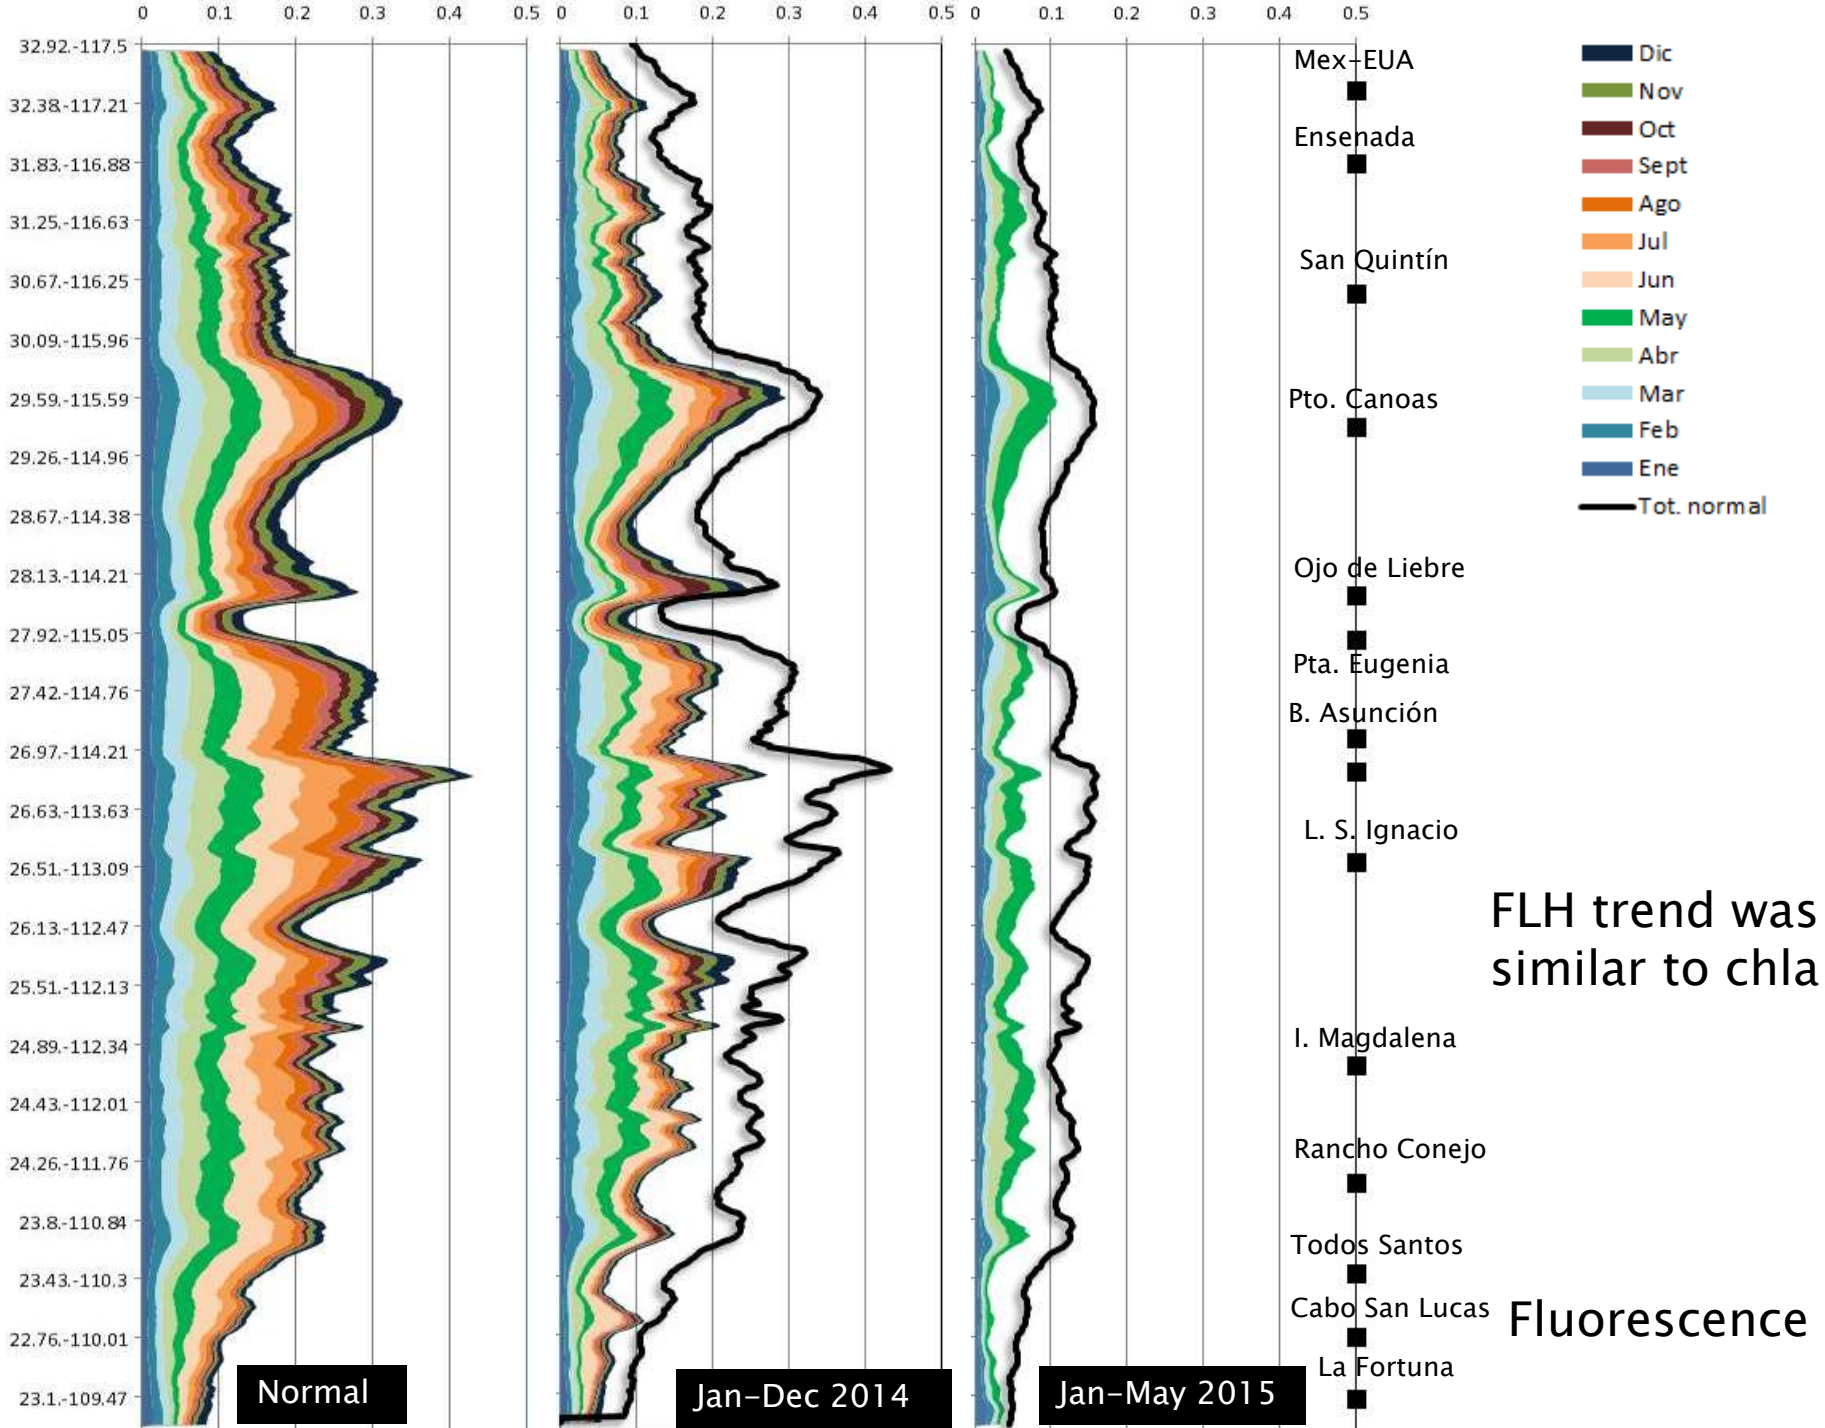 0 0.1 0.2 0.3 0.4 0.5
0 0.1 0.2 0.3 0.4 0.5
0 0.1 0.2 0.3 0.4 0.5
32.92,-117.5
32.38,-117.21
31.83,-116.88
31.25,-116.63
30.67,-116.25
30.09,-115.96
29.59,-115.59
29.26,-114.96
28.67,-114.38
28.13,-114.21
27.92,-115.05
27.42,-114.76
26.97,-114.21
26.63,-113.63
26.51,-113.09
26.13,-112.47
25.51,-112.13
24.89,-112.34
24.43,-112.01
24.26,-111.76
23.8,-110.84
23.43,-110.3
22.76,-110.01
23.1,-109.47
Normal
Jan-Dec 2014
Jan-May 2015
Mex-EUA
Ensenada
San Quintín
Pto. Canoas
Ojo de Liebre
Pta. Eugenia
B. Asunción
L. S. Ignacio
I. Magdalena
Rancho Conejo
Todos Santos
Cabo San Lucas
La Fortuna
Dic
Nov
Oct
Sept
Ago
Jul
Jun
May
Abr
Mar
Feb
Ene
Tot. normal
FLH trend was
similar to chla
Fluorescence